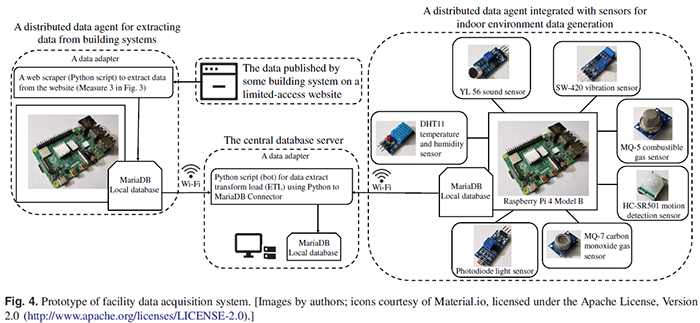 A distributed data agent for extracting
data from building systems
A data adapter
A web scraper (Python script) to extract data
from the website (Measure 3 in Fig. 3)
MariaDB
Local database
The data published by
some building system on a
limited-access website
Wi-Fi
The central database server
A data adapter
Python script (bot) for data extract
transform load (ETL) using Python to
MariaDB Connector
MariaDB
Local database
Wi-Fi
A distributed data agent integrated with sensors for
indoor environment data generation
YL 56 sound sensor
SW-420 vibration sensor
DHT11
temperature
and humidity
sensor
MQ-5 combustible
gas sensor
MariaDB
Local database
Raspberry Pi 4 Model B
HC-SR501 motion
detection sensor
Photodiode light sensor
MQ-7 carbon
monoxide gas
sensor
Fig. 4. Prototype of facility data acquisition system. [Images by authors; icons courtesy of Material.io, licensed under the Apache License, Version
2.0 (http://www.apache.org/licenses/LICENSE-2.0).]